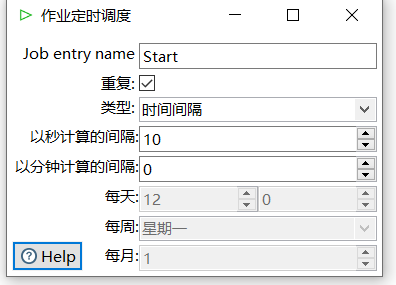 作业定时调度
Job entry name Start
重复:
类型: 时间间隔
以秒计算的间隔: 10
以分钟计算的间隔: 0
每天: 12 0
每周: 星期一
Help 每月: 1